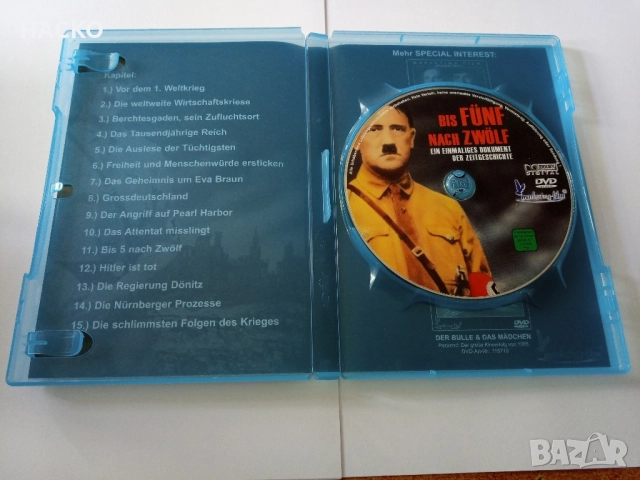 HASKO
Kapitel:
1.) Vor dem 1. Weltkrieg
2.) Die weltweite Wirtschaftskriese
3.) Berchtesgaden, sein Zufluchtsort
4.) Das Tausendjährige Reich
5.) Die Auslese der Tüchtigsten
6.) Freiheit und Menschenwürde ersticken
7.) Das Geheimnis um Eva Braun
8.) Grossdeutschland
9.) Der Angriff auf Pearl Harbor
10.) Das Attentat misslingt
11.) Bis 5 nach Zwölf
12.) Hitler ist tot
13.) Die Regierung Dönitz
14.) Die Nürnberger Prozesse
15.) Die schlimmsten Folgen des Krieges
Mehr SPECIAL INTEREST:
BIS FÜNF
NACH ZWÖLF
EIN EINMALIGES DOKUMENT
DER ZEITGESCHICHTE
DIGITAL
DVD
DER BULLE & DAS MÄDCHEN
BAZAR
bg